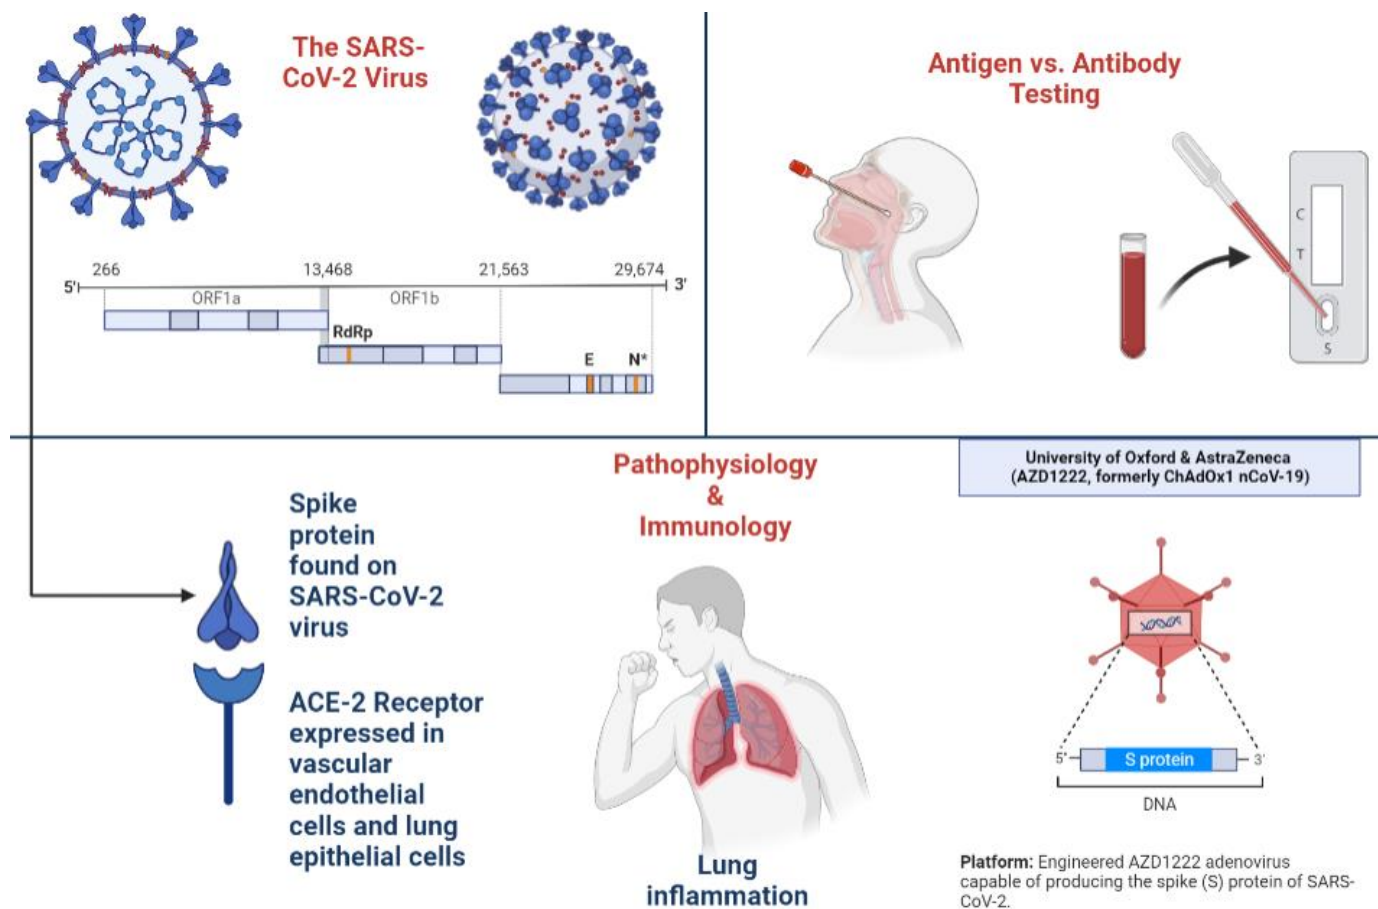 The SARS-
CoV-2 Virus
Antigen vs. Antibody
Testing
C
T
S
266 13,468 21,563 29,674
5' 3'
ORF1a ORF1b
RdRp
E N*
Pathophysiology
&
Immunology
University of Oxford & AstraZeneca
(AZD1222, formerly ChAdOx1 nCoV-19)
Spike
protein
found on
SARS-CoV-2
virus
ACE-2 Receptor
expressed in
vascular
endothelial
cells and lung
epithelial cells
Lung
inflammation
5' S protein 3'
DNA
Platform: Engineered AZD1222 adenovirus
capable of producing the spike (S) protein of SARS-
CoV-2.